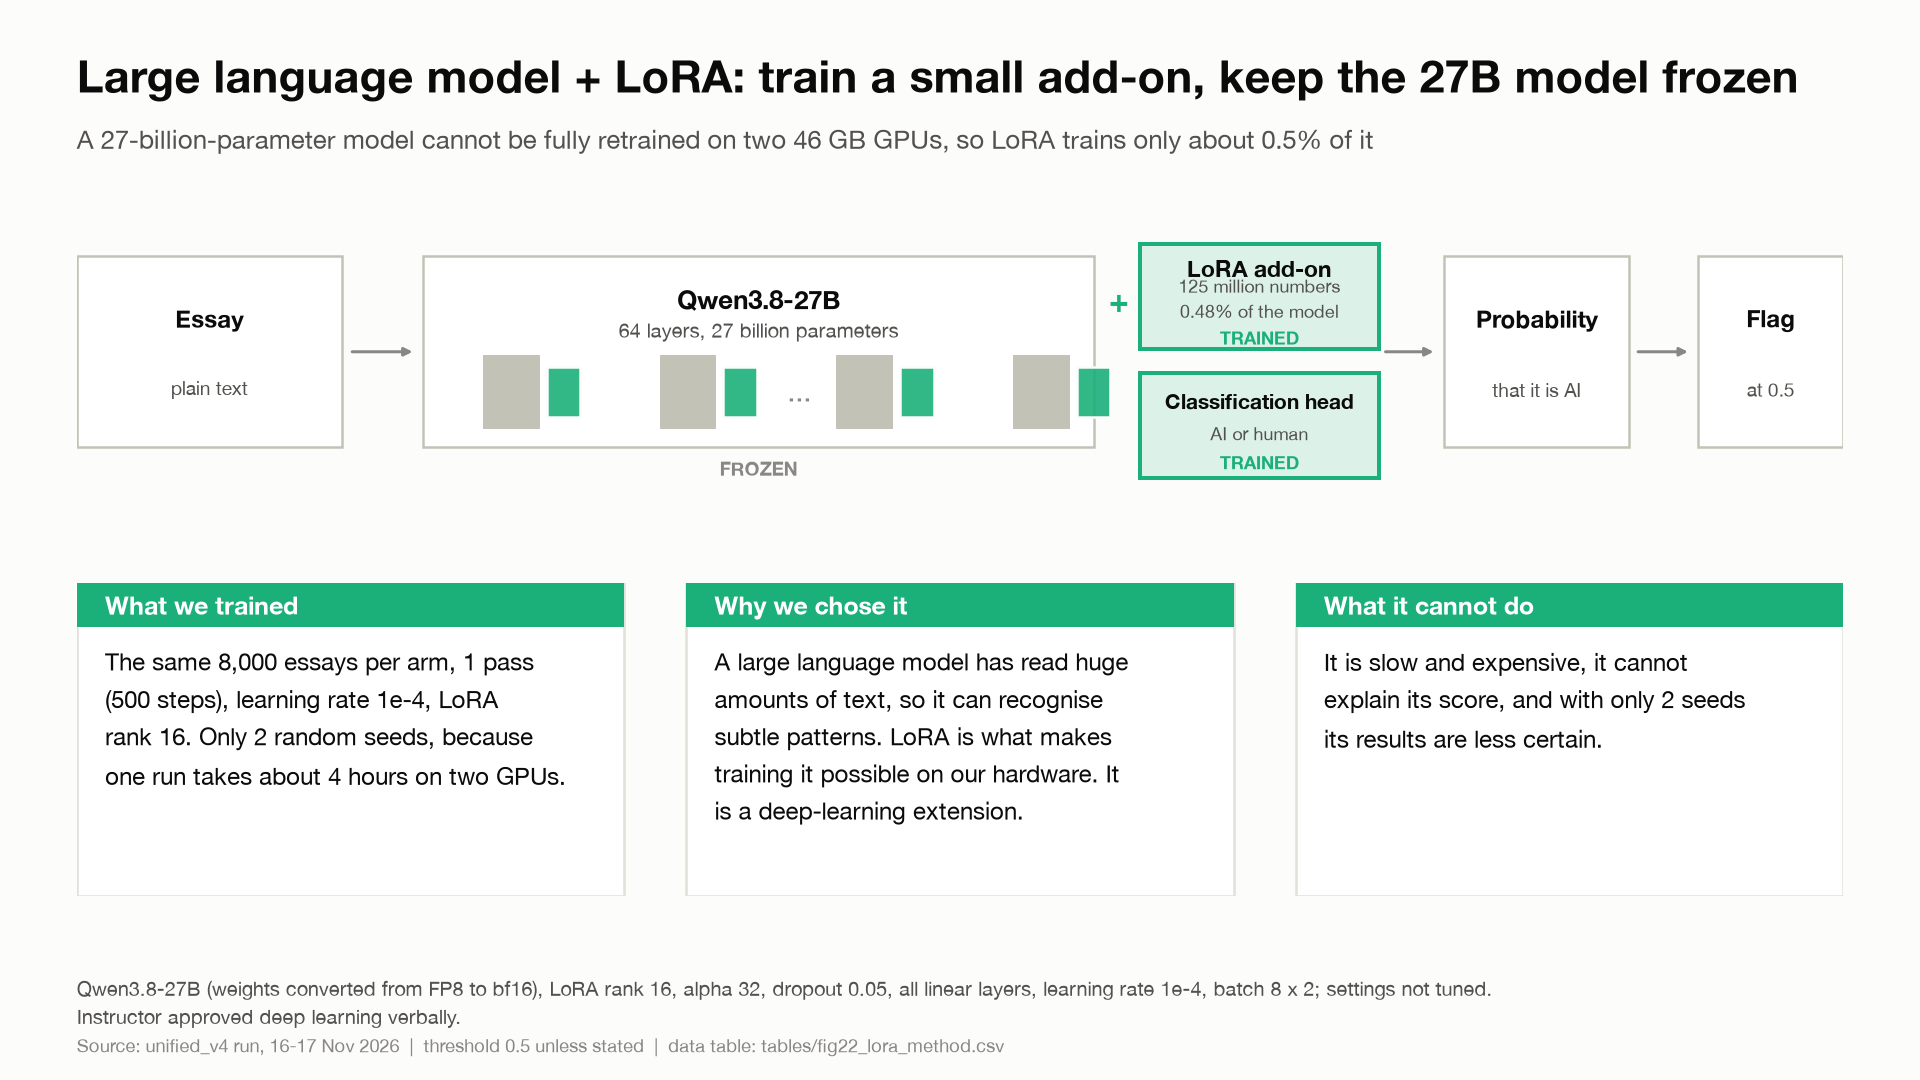 Large language model + LoRA: train a small add-on, keep the 27B model frozen
A 27-billion-parameter model cannot be fully retrained on two 46 GB GPUs, so LoRA trains only about 0.5% of it
Essay
plain text
Qwen3.8-27B
64 layers, 27 billion parameters
...
FROZEN
+
LoRA add-on
125 million numbers
0.48% of the model
TRAINED
Classification head
AI or human
TRAINED
Probability
that it is AI
Flag
at 0.5
What we trained
The same 8,000 essays per arm, 1 pass
(500 steps), learning rate 1e-4, LoRA
rank 16. Only 2 random seeds, because
one run takes about 4 hours on two GPUs.
Why we chose it
A large language model has read huge
amounts of text, so it can recognise
subtle patterns. LoRA is what makes
training it possible on our hardware. It
is a deep-learning extension.
What it cannot do
It is slow and expensive, it cannot
explain its score, and with only 2 seeds
its results are less certain.
Qwen3.8-27B (weights converted from FP8 to bf16), LoRA rank 16, alpha 32, dropout 0.05, all linear layers, learning rate 1e-4, batch 8 x 2; settings not tuned.
Instructor approved deep learning verbally.
Source: unified_v4 run, 16-17 Nov 2026 | threshold 0.5 unless stated | data table: tables/fig22_lora_method.csv